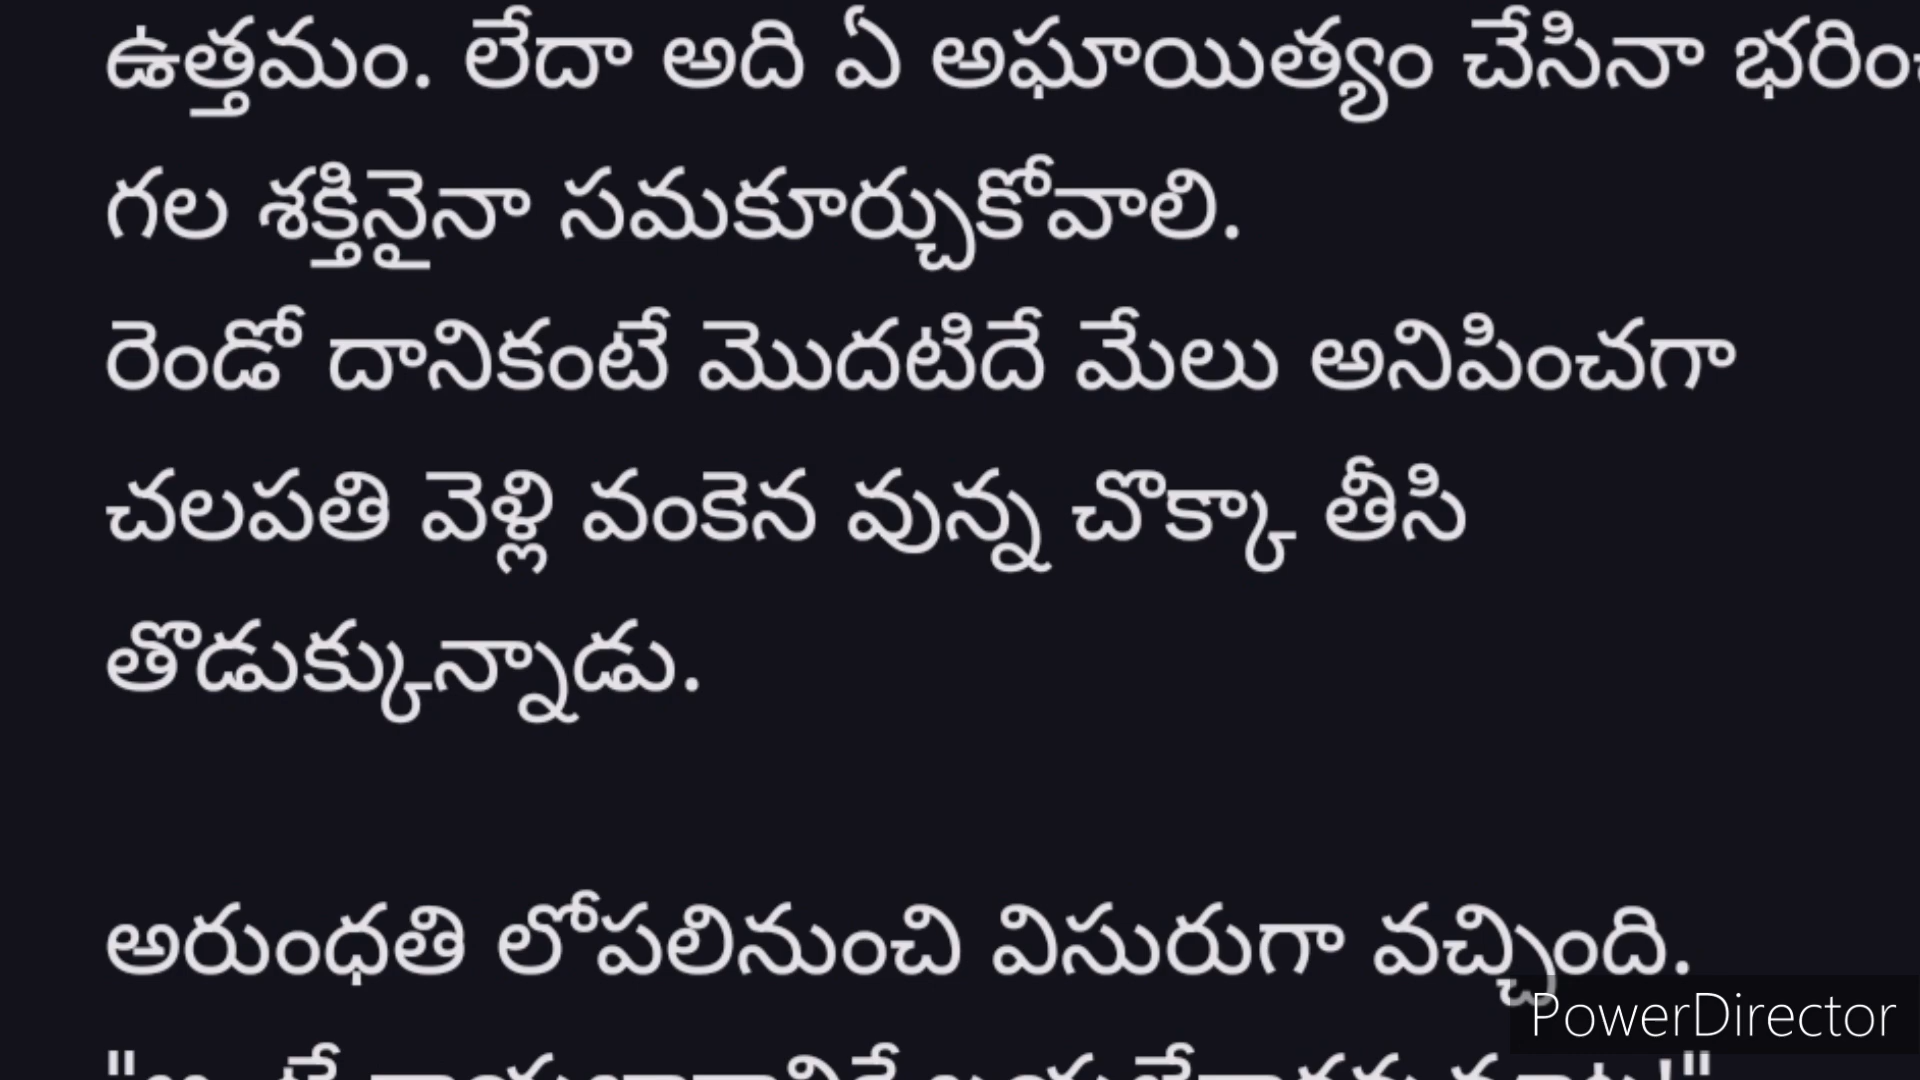 ఉత్తమం. లేదా అది ఏ అఘాయిత్యం చేసినా
గల శక్తినైనా సమకూర్చుకోవాలి.
రెండో దానికంటే మొదటిదే మేలు అనిపించగా
చలపతి వెళ్లి వంకెన వున్న చొక్కా తీసి
తొడుక్కున్నాడు.
అరుంధతి లోపలినుంచి విసురుగా వచ్చింది.
PowerDirector